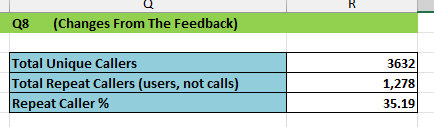 Q R
Q8 (Changes From The Feedback)
Total Unique Callers 3632
Total Repeat Callers (users, not calls) 1,278
Repeat Caller % 35.19